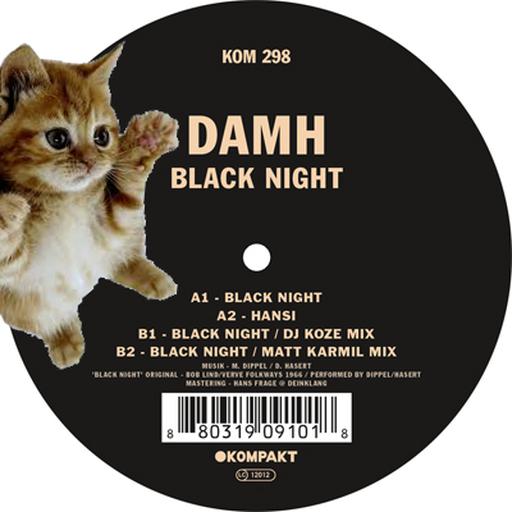 KOM 298
DAMH
BLACK NIGHT
A1 - BLACK NIGHT
A2 - HANSI
B1 - BLACK NIGHT / DJ KOZE MIX
B2 - BLACK NIGHT / MATT KARMIL MIX
MUSIK - M. DIPPEL / D. HASERT
'BLACK NIGHT' ORIGINAL - BOB LIND/VERVE FOLKWAYS 1966 / PERFORMED BY DIPPEL/HASERT
MASTERING - HANS FRAGE @ DEINKLANG
8 80319 09101 8
KOMPAKT
LC 12012